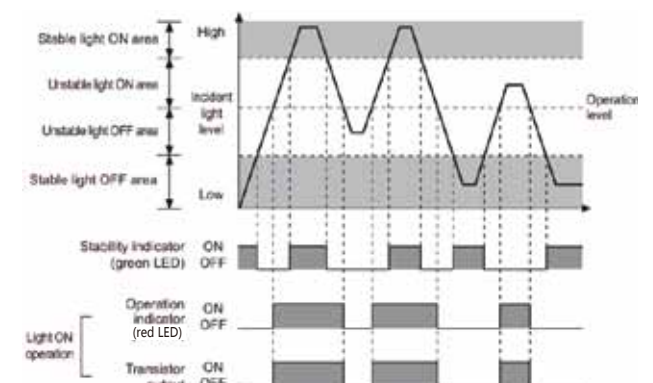 Stable light ON area
High
Unstable light ON area
Incident
light
level
Operation
level
Unstable light OFF area
Stable light OFF area
Low
Stability indicator
(green LED)
ON
OFF
Operation
indicator
(red LED)
ON
OFF
Light ON
operation
Transistor
output
ON
OFF